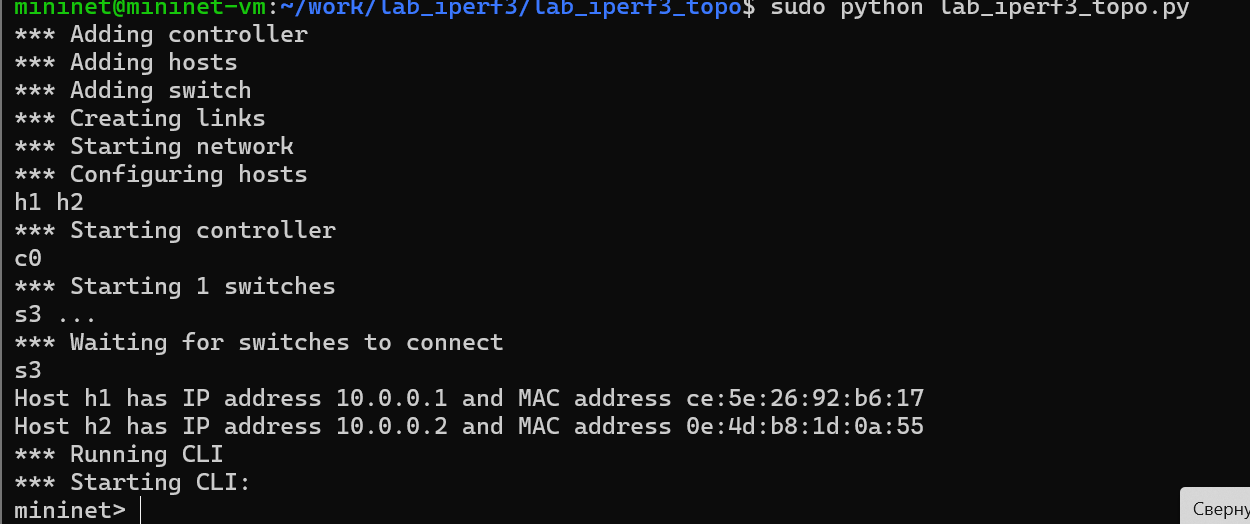 mininet@mininet-vm:~/work/lab_iperf3/lab_iperf3_topo$ sudo python lab_iperf3_topo.py
*** Adding controller
*** Adding hosts
*** Adding switch
*** Creating links
*** Starting network
*** Configuring hosts
h1 h2
*** Starting controller
c0
*** Starting 1 switches
s3 ...
*** Waiting for switches to connect
s3
Host h1 has IP address 10.0.0.1 and MAC address ce:5e:26:92:b6:17
Host h2 has IP address 10.0.0.2 and MAC address 0e:4d:b8:1d:0a:55
*** Running CLI
*** Starting CLI:
mininet>
Сверну